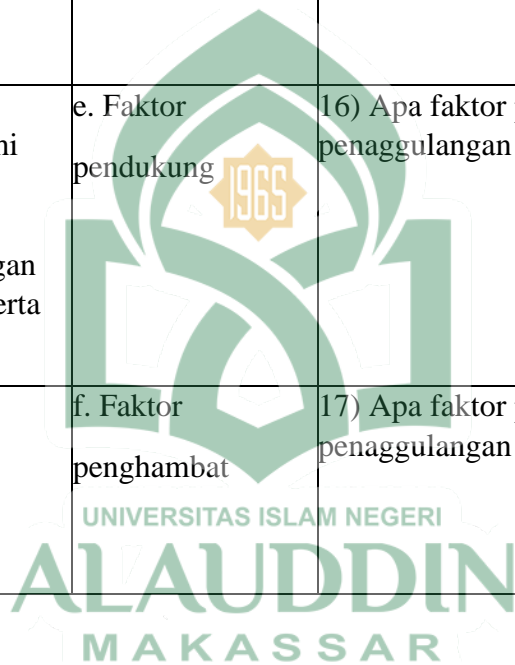 e. Faktor
pendukung
16) Apa faktor
penaggulangan
gan
erta
f. Faktor
penghambat
17) Apa faktor
penaggulangan
1965
UNIVERSITAS ISLAM NEGERI
ALAUDDIN
MAKASSAR